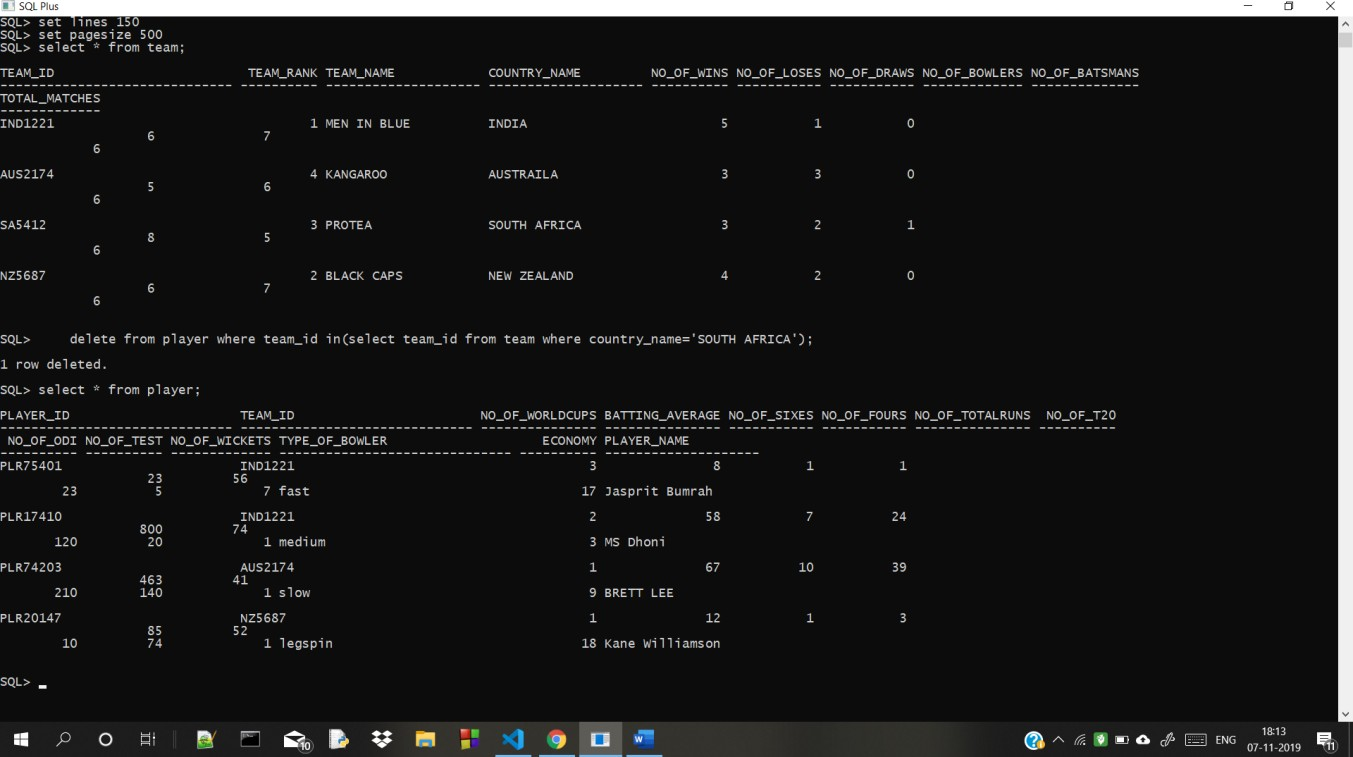 SQL Plus
SQL> set lines 150
SQL> set pagesize 500
SQL> select * from team;
TEAM_ID TEAM_RANK TEAM_NAME COUNTRY_NAME NO_OF_WINS NO_OF_LOSES NO_OF_DRAWS NO_OF_BOWLERS NO_OF_BATSMANS
------------------------------ ---------- -------------------- -------------------- ---------- ----------- ----------- ------------- --------------
TOTAL_MATCHES
-------------
IND1221 1 MEN IN BLUE INDIA 5 1 0
6 7
6
AUS2174 4 KANGAROO AUSTRAILA 3 3 0
5 6
6
SA5412 3 PROTEA SOUTH AFRICA 3 2 1
8 5
6
NZ5687 2 BLACK CAPS NEW ZEALAND 4 2 0
6 7
6
SQL> delete from player where team_id in(select team_id from team where country_name='SOUTH AFRICA');
1 row deleted.
SQL> select * from player;
PLAYER_ID TEAM_ID NO_OF_WORLDCUPS BATTING_AVERAGE NO_OF_SIXES NO_OF_FOURS NO_OF_TOTALRUNS NO_OF_T20
------------------------------ ------------------------------ --------------- --------------- ----------- ----------- --------------- ----------
NO_OF_ODI NO_OF_TEST NO_OF_WICKETS TYPE_OF_BOWLER ECONOMY PLAYER_NAME
---------- ---------- ------------- ------------------------------ ---------- --------------------
PLR75401 IND1221 3 8 1 1
23 56
23 5 7 fast 17 Jasprit Bumrah
PLR17410 IND1221 2 58 7 24
800 74
120 20 1 medium 3 MS Dhoni
PLR74203 AUS2174 1 67 10 39
463 41
210 140 1 slow 9 BRETT LEE
PLR20147 NZ5687 1 12 1 3
85 52
10 74 1 legspin 18 Kane Williamson
SQL>
10
ENG
18:13
07-11-2019
11